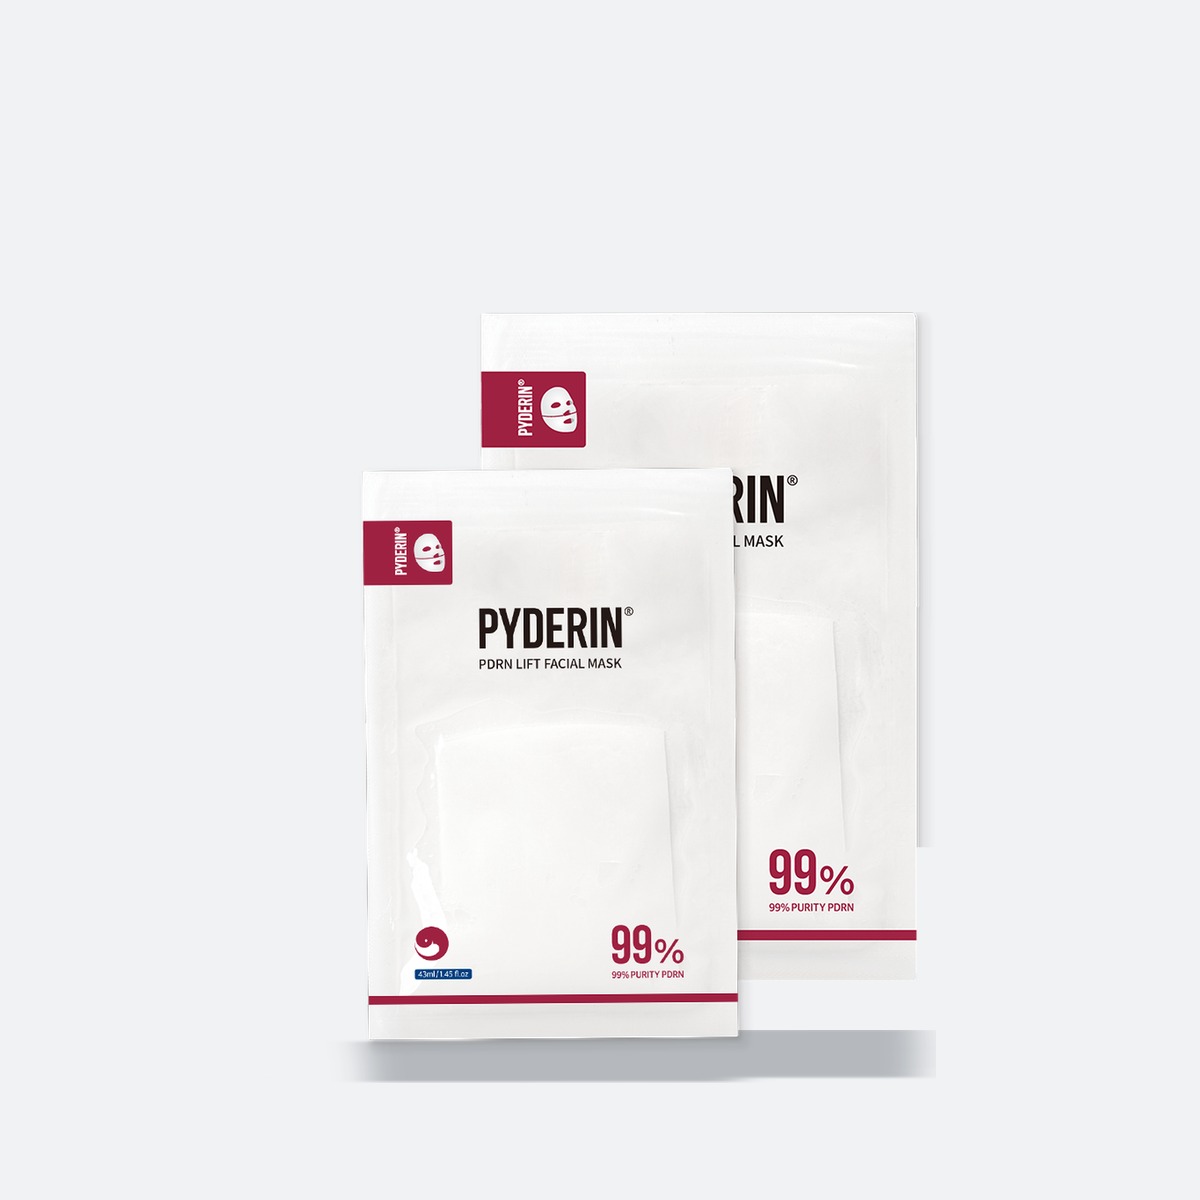 PYDERIN®
RIN®
L MASK
PYDERIN®
PYDERIN®
PDRN LIFT FACIAL MASK
99%
99% PURITY PDRN
99%
99% PURITY PDRN
43ml/1.45 fl.oz